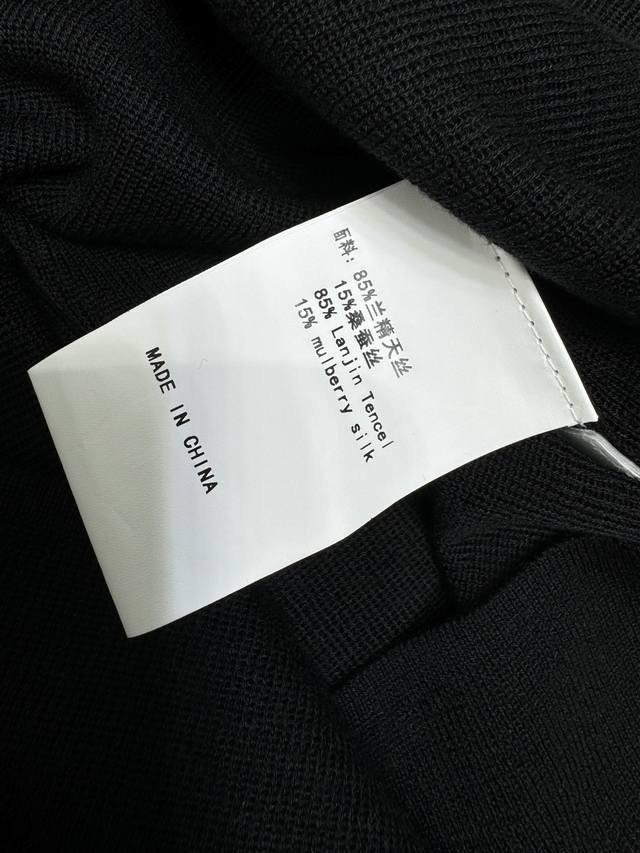 面料: 85%兰精天丝
15%桑蚕丝
85% Lanjin Tencel
15% mulberry silk
MADE IN CHINA